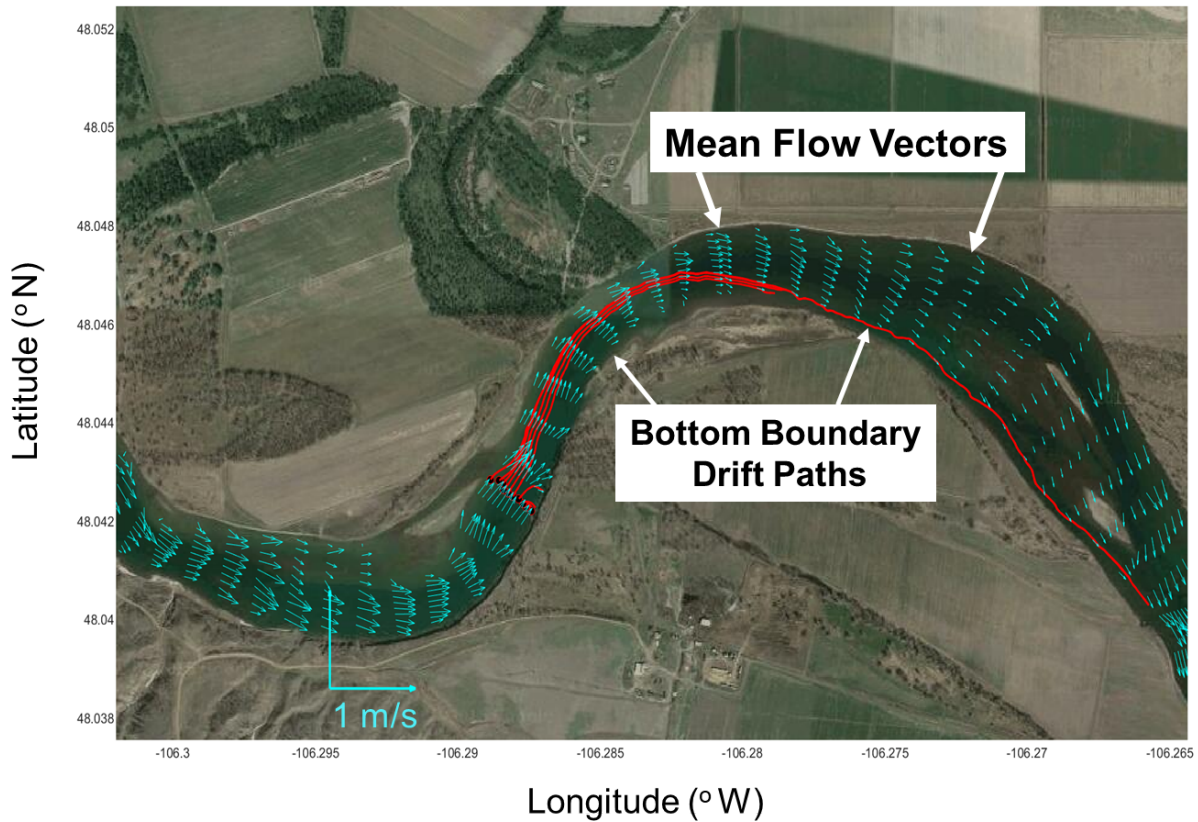 48.052
48.05
48.048
48.046
48.044
48.042
48.04
48.038
Latitude (°N)
Mean Flow Vectors
Bottom Boundary
Drift Paths
1 m/s
-106.3
-106.295
-106.29
-106.285
-106.28
-106.275
-106.27
-106.265
Longitude (° W)